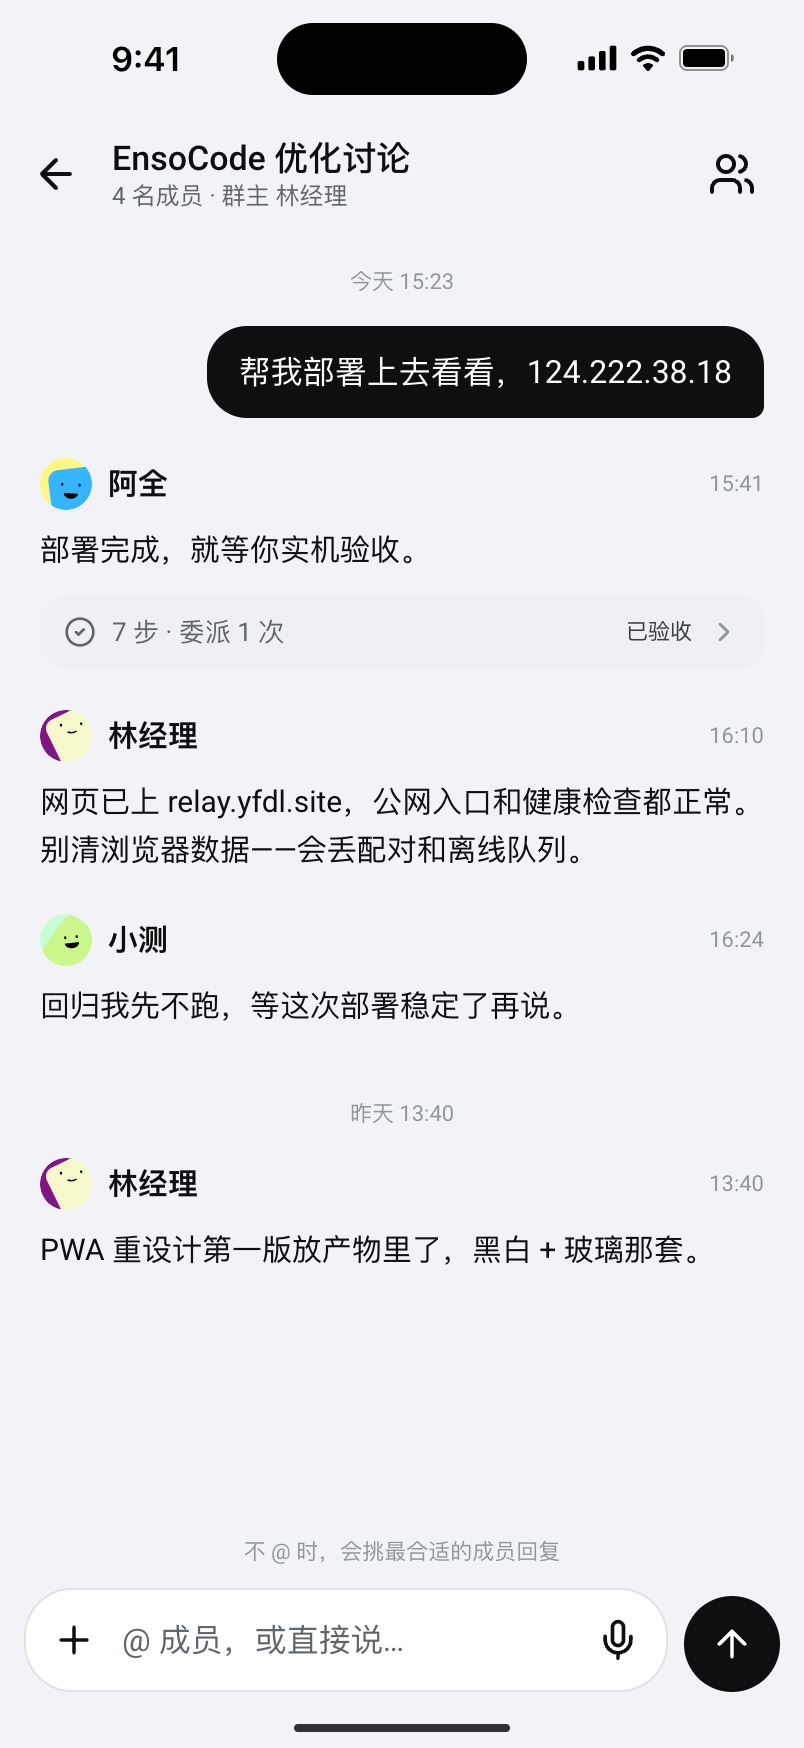 9:41
EnsoCode 优化讨论
4 名成员 · 群主 林经理
今天 15:23
帮我部署上去看看，124.222.38.18
阿全
15:41
部署完成，就等你实机验收。
7 步 · 委派 1 次
已验收
林经理
16:10
网页已上 relay.yfdl.site，公网入口和健康检查都正常。
别清浏览器数据——会丢配对和离线队列。
小测
16:24
回归我先不跑，等这次部署稳定了再说。
昨天 13:40
林经理
13:40
PWA 重设计第一版放产物里了，黑白 + 玻璃那套。
不 @ 时，会挑最合适的成员回复
@ 成员，或直接说…